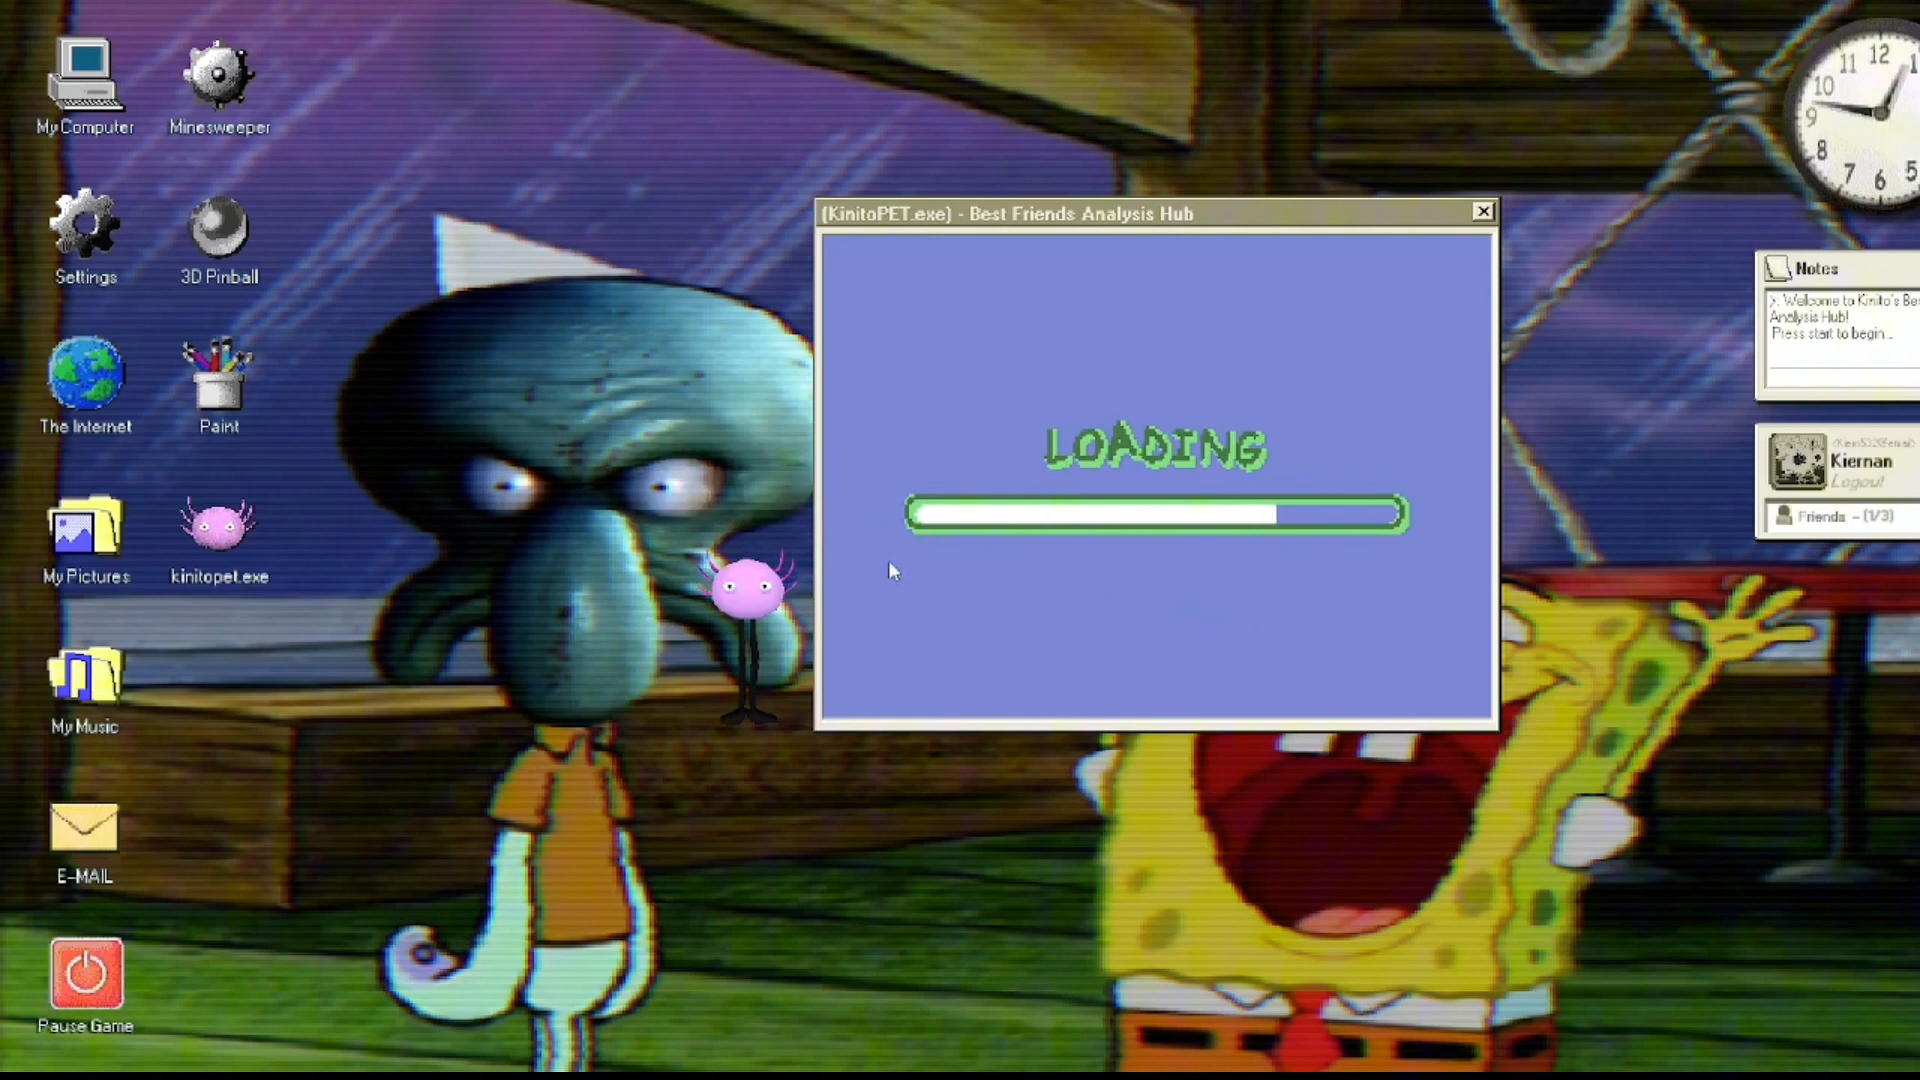 My Computer
Minesweeper
Settings
3D Pinball
The Internet
Paint
My Pictures
kinitopet.exe
My Music
E-MAIL
Pause Game
(KinitoPET.exe) - Best Friends Analysis Hub
LOADING
12
1
11
10
9
8
7
6
5
Notes
>: Welcome to Kinito's Bes
Analysis Hub!
Press start to begin...
Kiernan
Logout
Friends - (1/3)